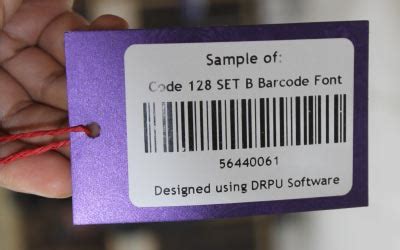 Sample of:
Code 128 SET B Barcode Font
56440061
Designed using DRPU Software